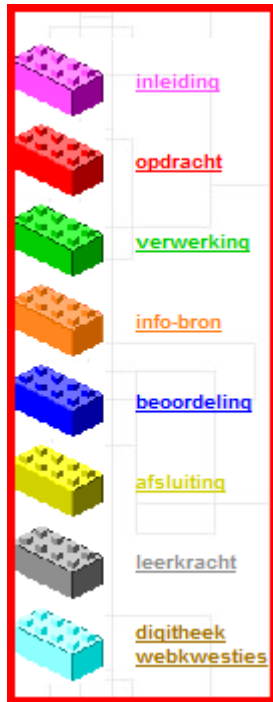 inleiding
opdracht
verwerking
info-bron
beoordeling
afsluiting
leerkracht
digitheek
webkwesties